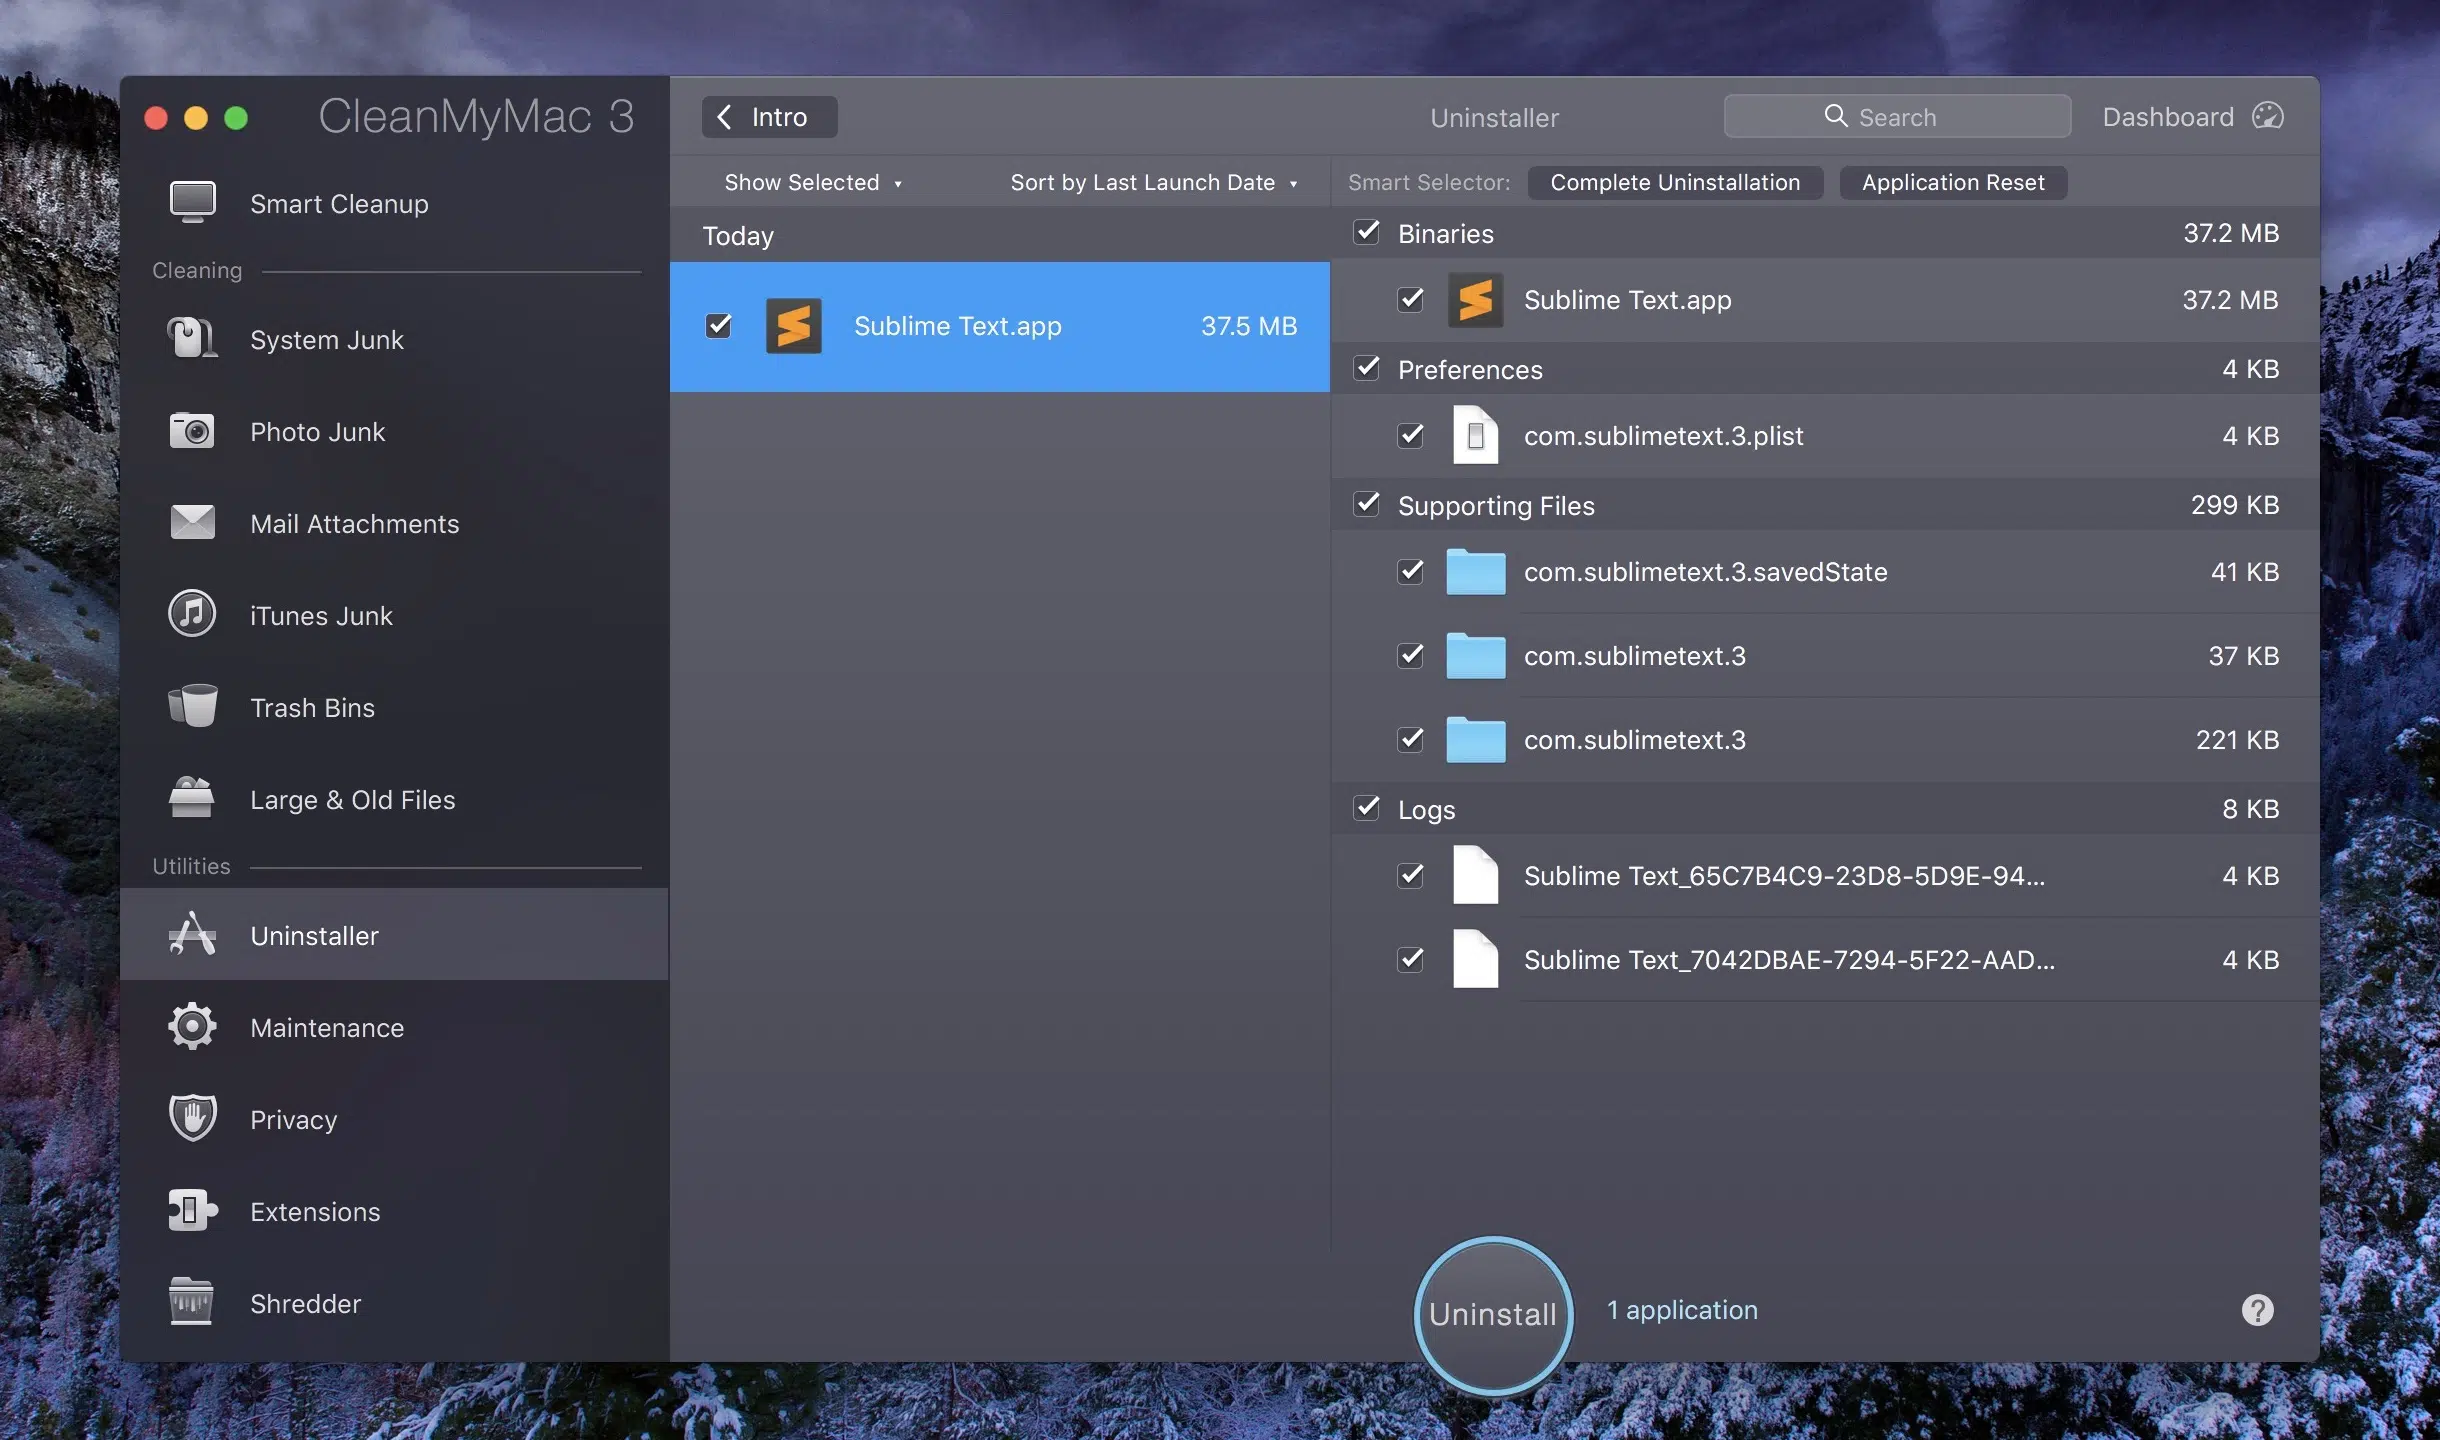 CleanMyMac 3
Smart Cleanup
Cleaning
System Junk
Photo Junk
Mail Attachments
iTunes Junk
Trash Bins
Large & Old Files
Utilities
Uninstaller
Maintenance
Privacy
Extensions
Shredder
Intro
Uninstaller
Search
Dashboard
Show Selected
Sort by Last Launch Date
Smart Selector:
Complete Uninstallation
Application Reset
Today
Sublime Text.app 37.5 MB
Binaries 37.2 MB
Sublime Text.app 37.2 MB
Preferences 4 KB
com.sublimetext.3.plist 4 KB
Supporting Files 299 KB
com.sublimetext.3.savedState 41 KB
com.sublimetext.3 37 KB
com.sublimetext.3 221 KB
Logs 8 KB
Sublime Text_65C7B4C9-23D8-5D9E-94... 4 KB
Sublime Text_7042DBAE-7294-5F22-AAD... 4 KB
Uninstall
1 application
?